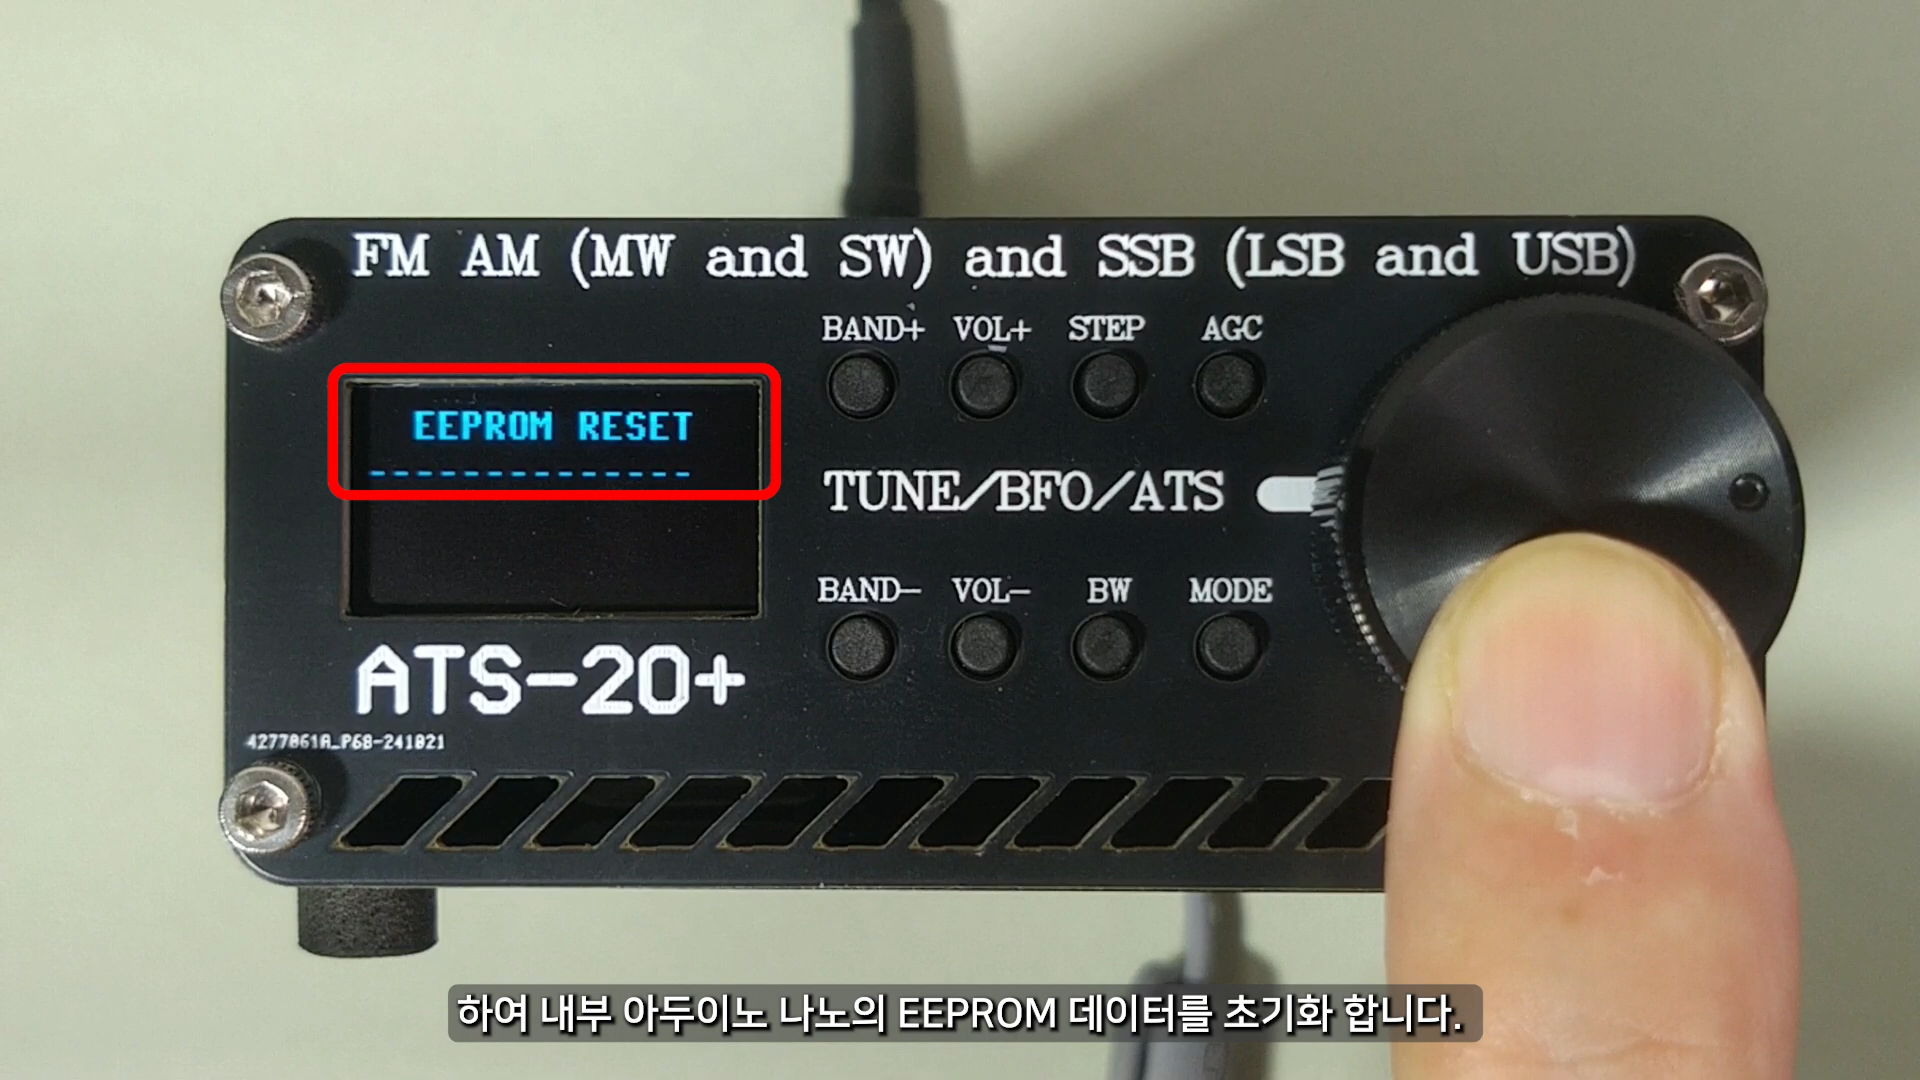 FM AM (MW and SW) and SSB (LSB and USB)
BAND+ VOL+ STEP AGC
EEPROM RESET
--------------
TUNE/BFO/ATS
BAND- VOL- BW MODE
ATS-20+
4277061A_P68-241021
하여 내부 아두이노 나노의 EEPROM 데이터를 초기화 합니다.